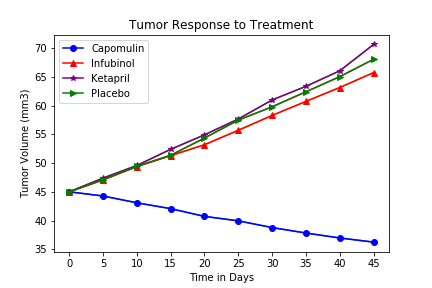 Tumor Response to Treatment
Tumor Volume (mm3)
70
65
60
55
50
45
40
35
Capomulin
Infubinol
Ketapril
Placebo
0 5 10 15 20 25 30 35 40 45
Time in Days